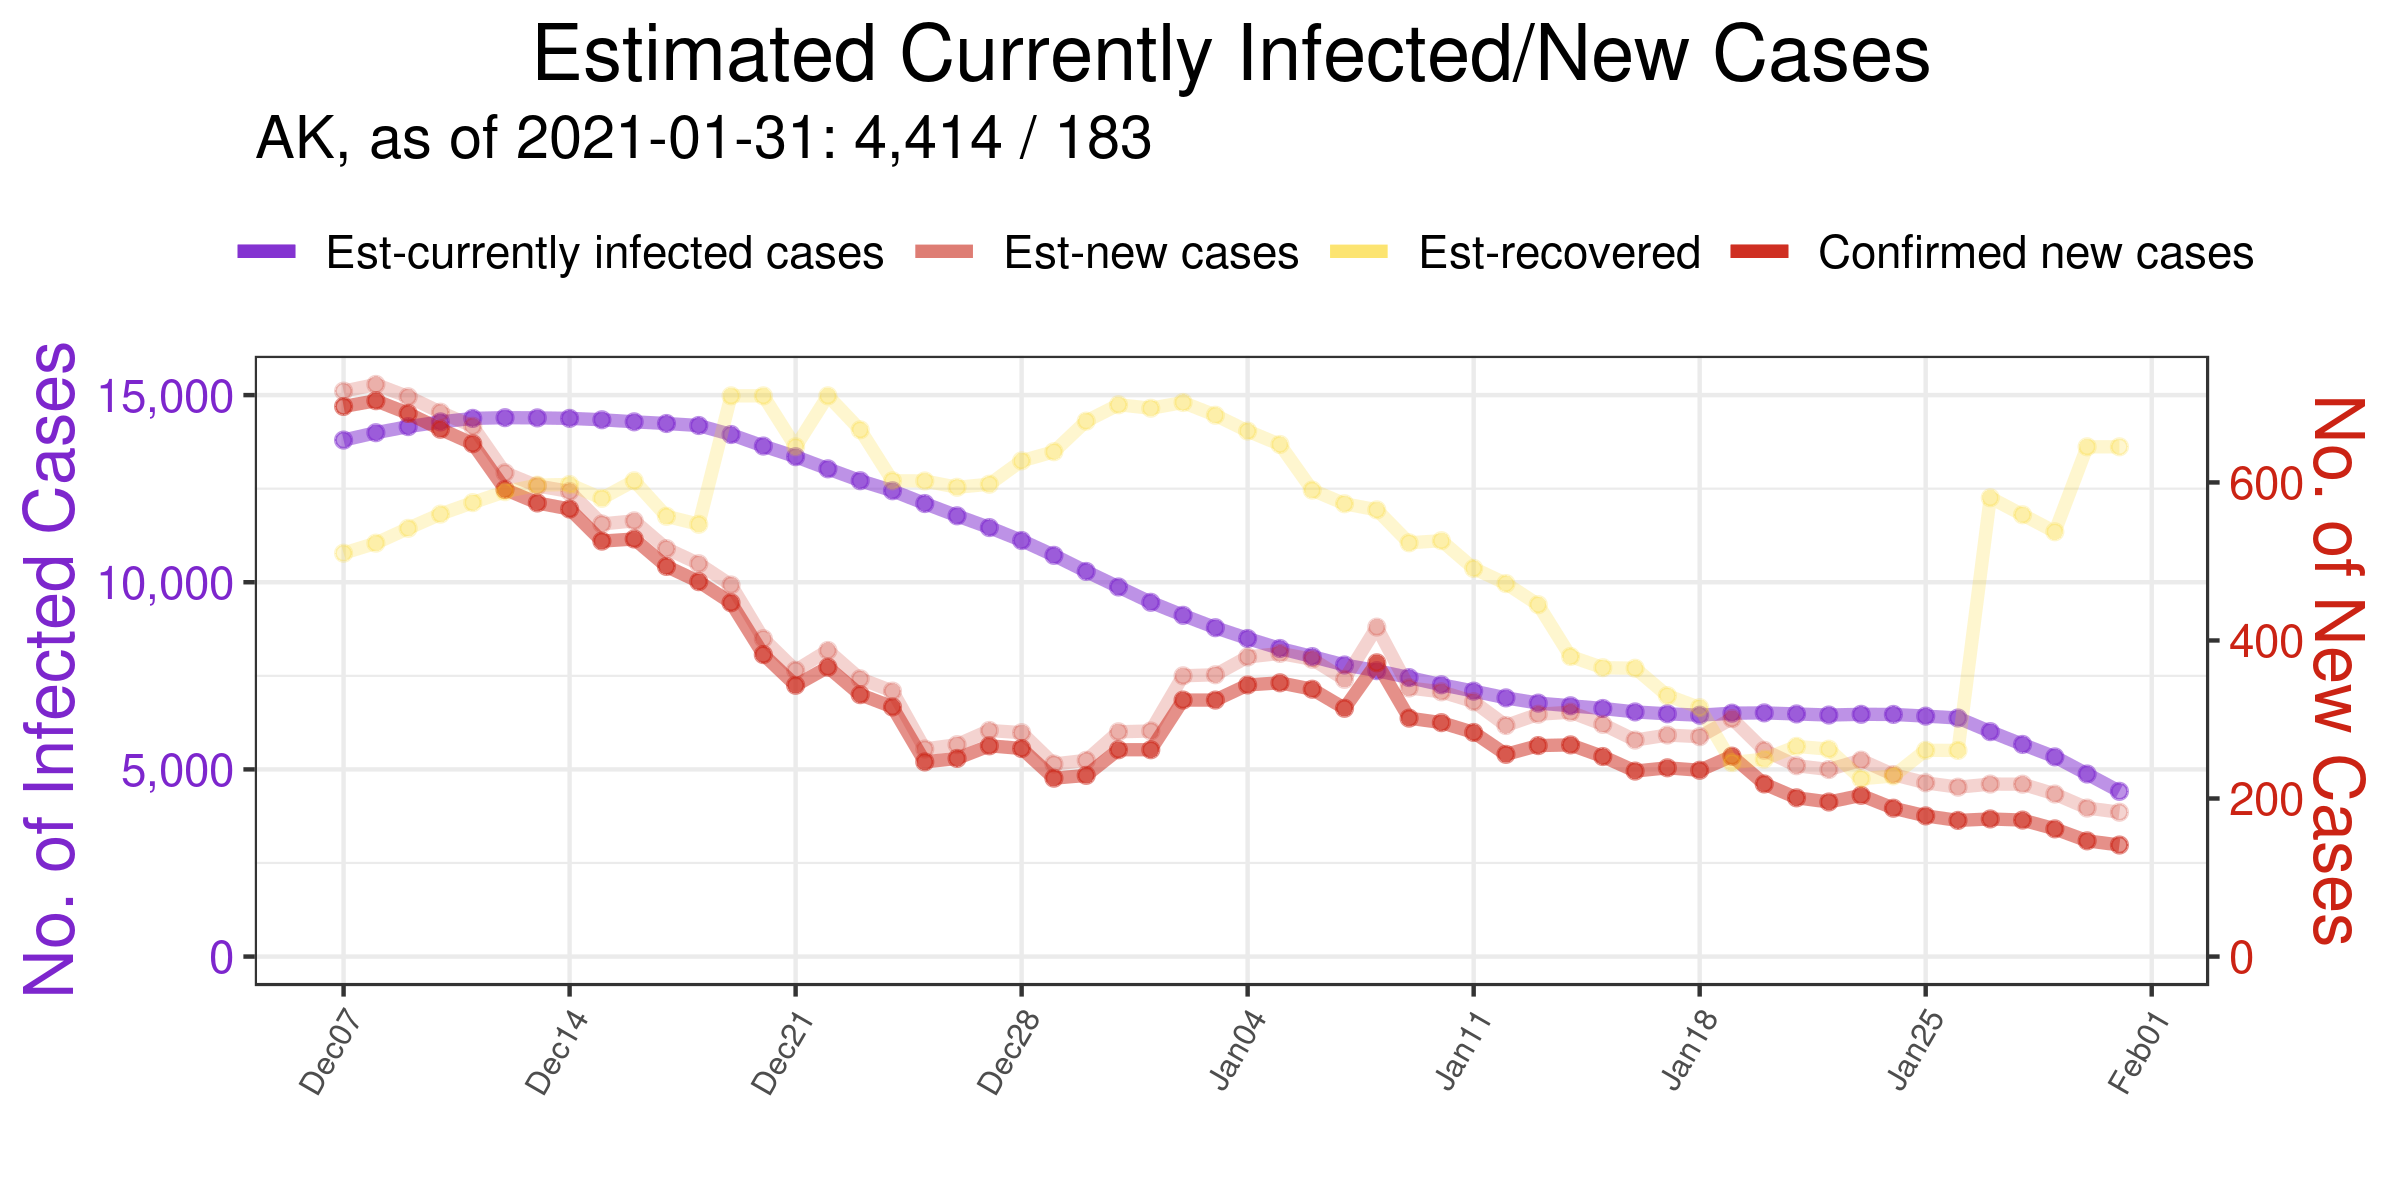 Estimated Currently Infected/New Cases
AK, as of 2021-01-31: 4,414 / 183
Est-currently infected cases Est-new cases Est-recovered Confirmed new cases
No. of Infected Cases
15,000
10,000
5,000
0
600
400
200
0
No. of New Cases
Dec07 Dec14 Dec21 Dec28 Jan04 Jan11 Jan18 Jan25 Feb01